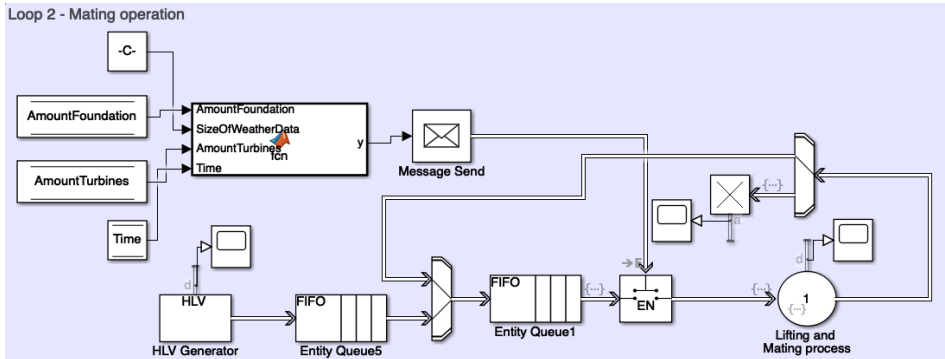 Loop 2 - Mating operation
-C-
AmountFoundation
AmountTurbines
Time
AmountFoundation
SizeOfWeatherData
AmountTurbines
Time
fcn
y
Message Send
{...}
a
d
d
HLV
HLV Generator
FIFO
Entity Queue5
FIFO
Entity Queue1
{...}
E
EN
{...}
1
{...}
d
Lifting and
Mating process